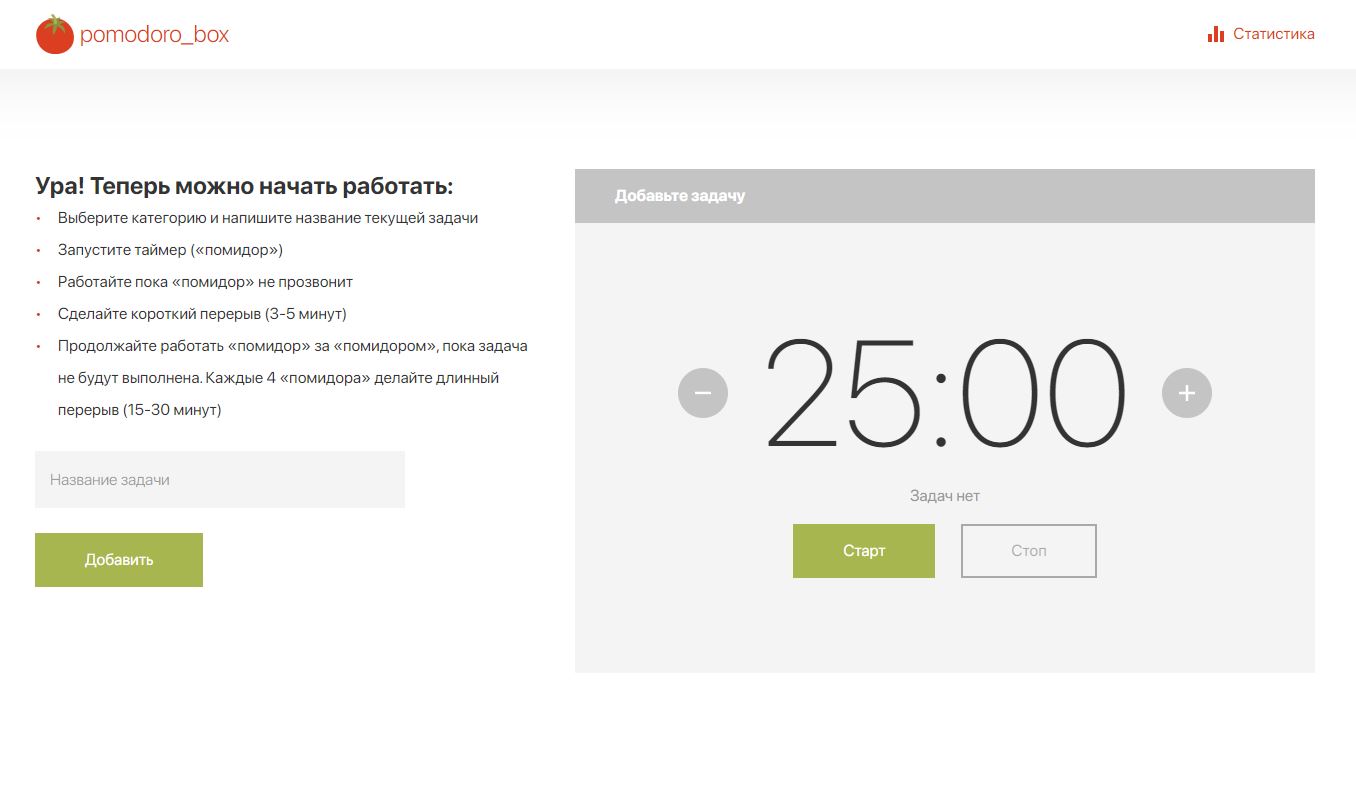 pomodoro_box
Статистика
Ура! Теперь можно начать работать:
• Выберите категорию и напишите название текущей задачи
• Запустите таймер («помидор»)
• Работайте пока «помидор» не прозвонит
• Сделайте короткий перерыв (3-5 минут)
• Продолжайте работать «помидор» за «помидором», пока задача
не будут выполнена. Каждые 4 «помидора» делайте длинный
перерыв (15-30 минут)
Название задачи
Добавить
Добавьте задачу
− 25:00 +
Задач нет
Старт Стоп